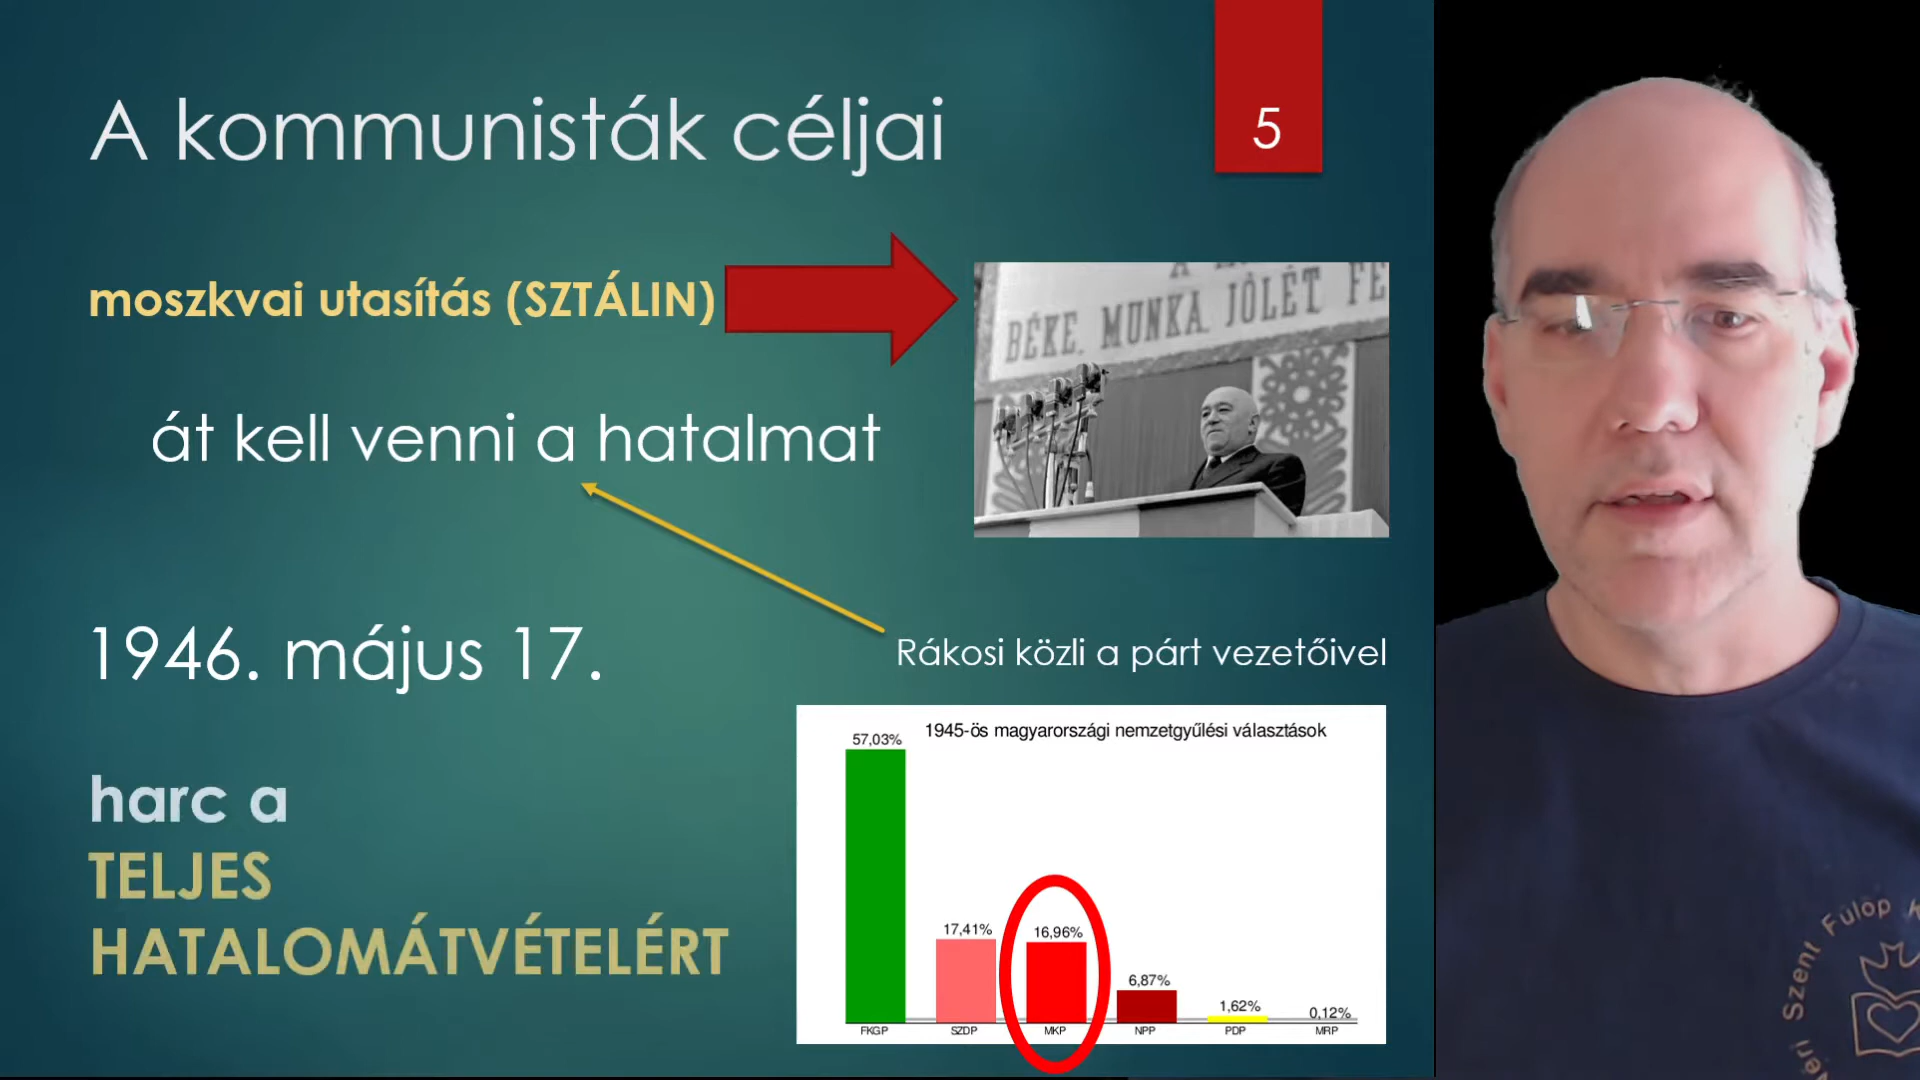 A kommunisták céljai
5
moszkvai utasítás (SZTÁLIN)
BÉKE, MUNKA JÓLÉT
át kell venni a hatalmat
1946. május 17.
Rákosi közli a párt vezetőivel
harc a
TELJES
HATALOMÁTVÉTELÉRT
1945-ös magyarországi nemzetgyűlési választások
57,03%
17,41%
16,96%
6,87%
1,62%
0,12%
FKGP
SZDP
MKP
NPP
PDP
MRP
Szent Fülöp